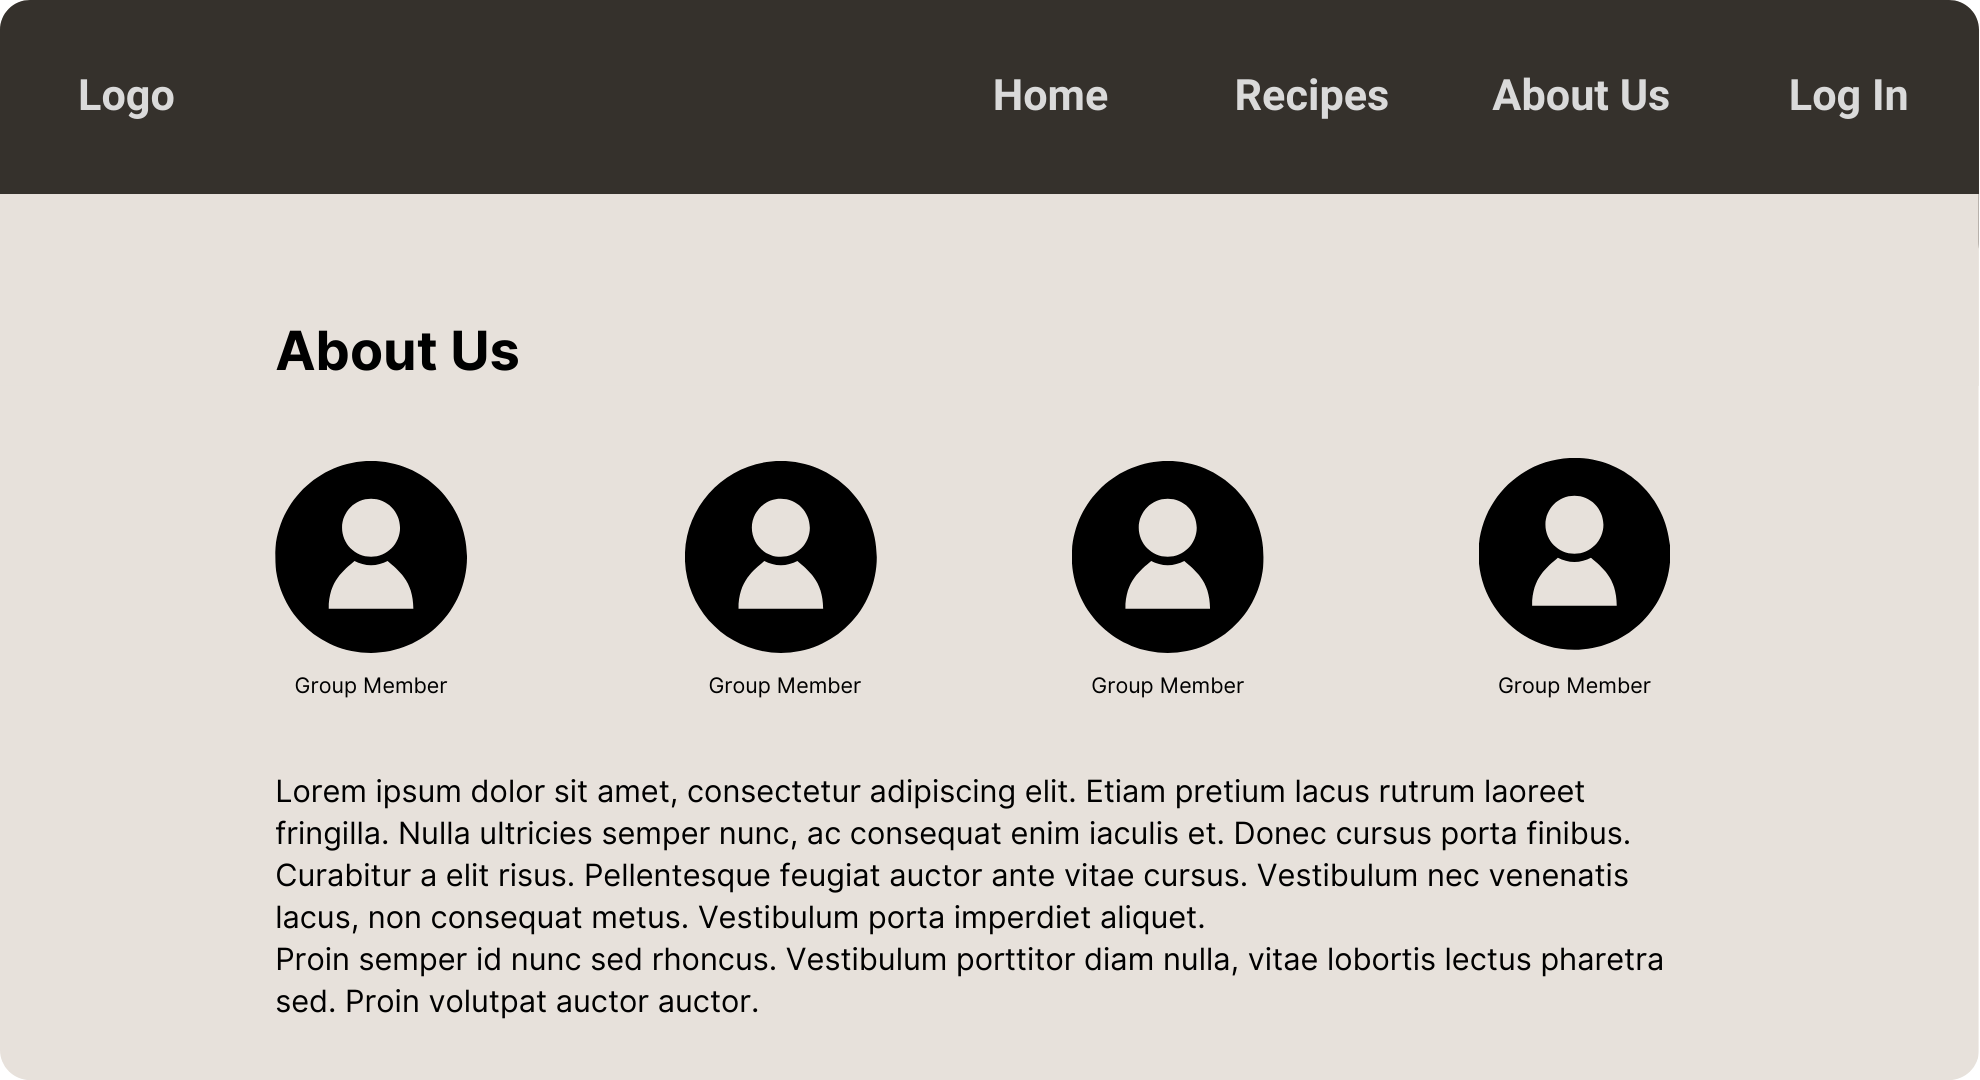 Logo Home Recipes About Us Log In
About Us
Group Member Group Member Group Member Group Member
Lorem ipsum dolor sit amet, consectetur adipiscing elit. Etiam pretium lacus rutrum laoreet
fringilla. Nulla ultricies semper nunc, ac consequat enim iaculis et. Donec cursus porta finibus.
Curabitur a elit risus. Pellentesque feugiat auctor ante vitae cursus. Vestibulum nec venenatis
lacus, non consequat metus. Vestibulum porta imperdiet aliquet.
Proin semper id nunc sed rhoncus. Vestibulum porttitor diam nulla, vitae lobortis lectus pharetra
sed. Proin volutpat auctor auctor.